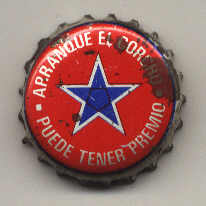 ARRANQUE EL CORCHO
PUEDE TENER PREMIO